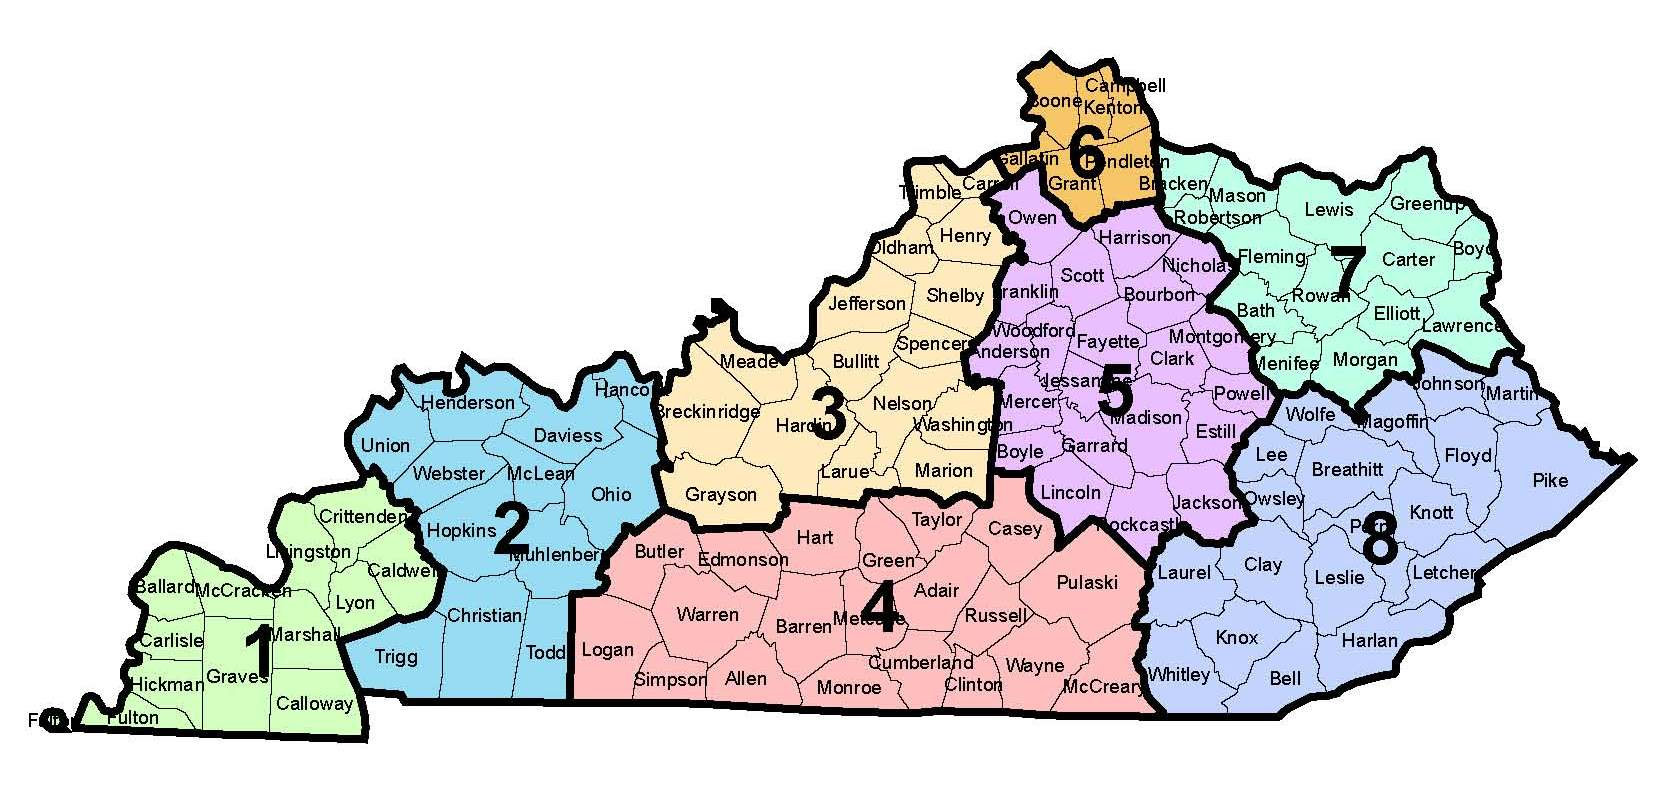 Campbell
Boone
Kenton
6
Gallatin
Pendleton
Grant
Trimble
Carroll
Owen
Henry
Oldham
Harrison
Bracken
Mason
Robertson
Lewis
Greenup
Nicholas
Fleming
7
Boyd
Carter
Rowan
Bath
Elliott
Lawrence
Menifee
Morgan
Scott
Franklin
Bourbon
Woodford
Montgomery
Anderson
Fayette
Clark
Jessamine
5
Powell
Mercer
Madison
Estill
Boyle
Garrard
Lincoln
Jackson
Rockcastle
Jefferson
Shelby
Spencer
Meade
Bullitt
Breckinridge
3
Nelson
Hardin
Washington
Larue
Marion
Grayson
Johnson
Martin
Wolfe
Magoffin
Lee
Breathitt
Floyd
Pike
Owsley
Knott
Perry
8
Laurel
Clay
Leslie
Letcher
Knox
Harlan
Whitley
Bell
Henderson
Hanco
Union
Daviess
Webster
McLean
Ohio
Hopkins
2
Muhlenberg
Christian
Trigg
Todd
Butler
Edmonson
Hart
Taylor
Casey
Green
Pulaski
Warren
4
Adair
Barren
Metcalfe
Russell
Logan
Cumberland
Wayne
Simpson
Allen
Monroe
Clinton
McCreary
Crittenden
Livingston
Caldwell
Ballard
McCracken
Lyon
Carlisle
1
Marshall
Hickman
Graves
Calloway
Fulton
Fulton